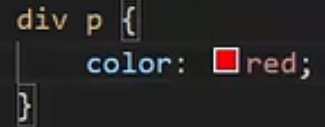 div p {
    color: red;
}